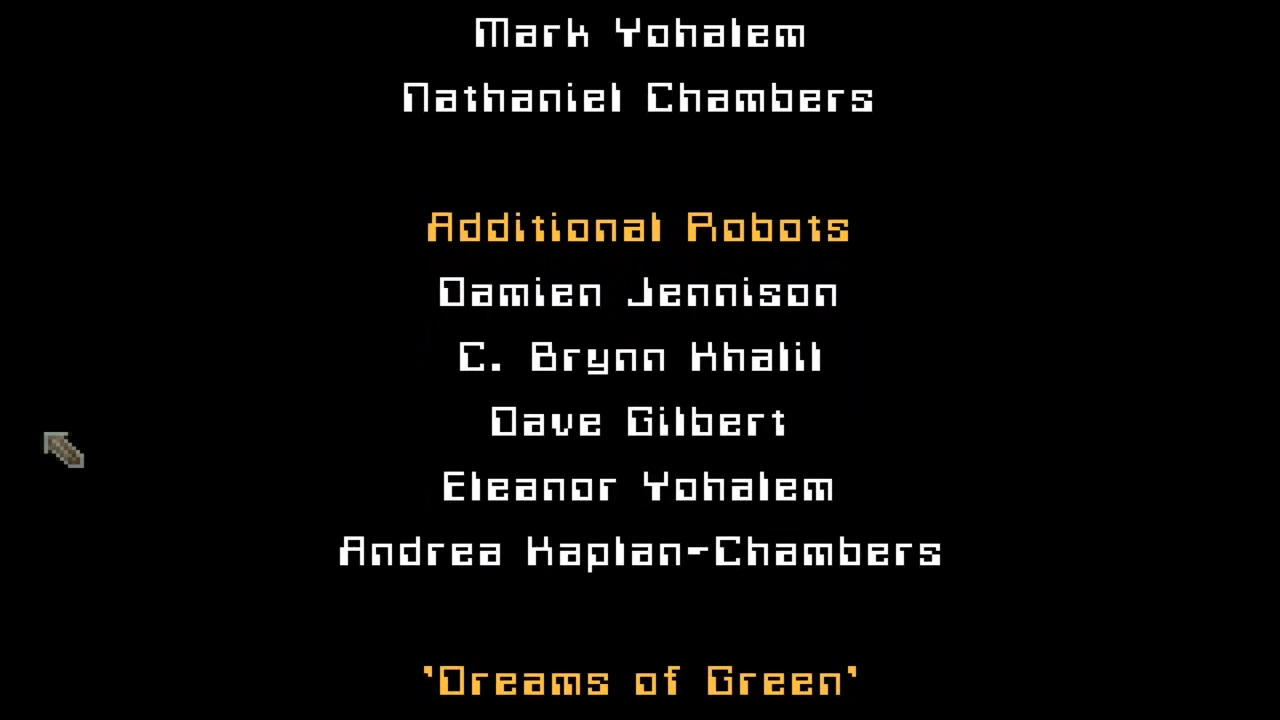 Mark Yohalem
Nathaniel Chambers
Additional Robots
Damien Jennison
C. Brynn Khalil
Dave Gilbert
Eleanor Yohalem
Andrea Kaplan-Chambers
'Dreams of Green'